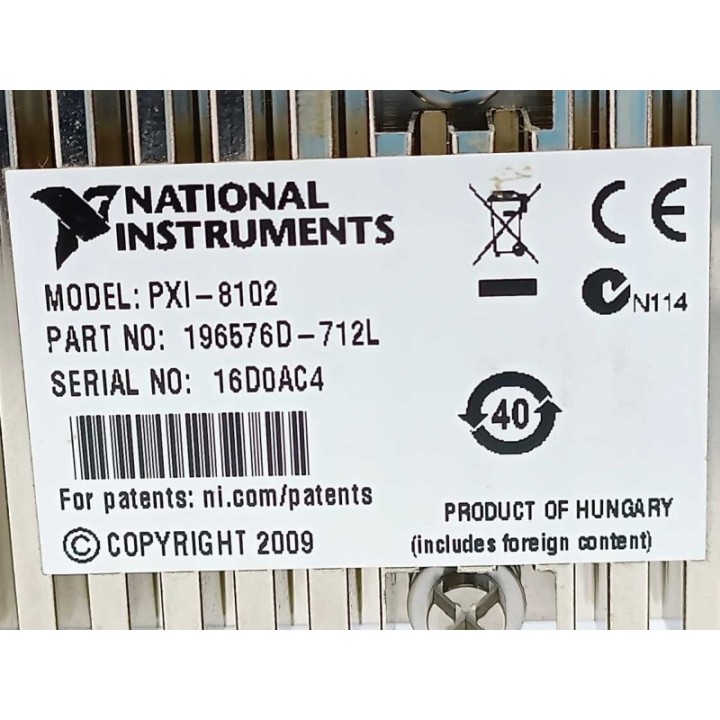 NATIONAL
INSTRUMENTS
CE
N114
MODEL: PXI-8102
PART NO: 196576D-712L
SERIAL NO: 16D0AC4
40
For patents: ni.com/patents
© COPYRIGHT 2009
PRODUCT OF HUNGARY
(includes foreign content)